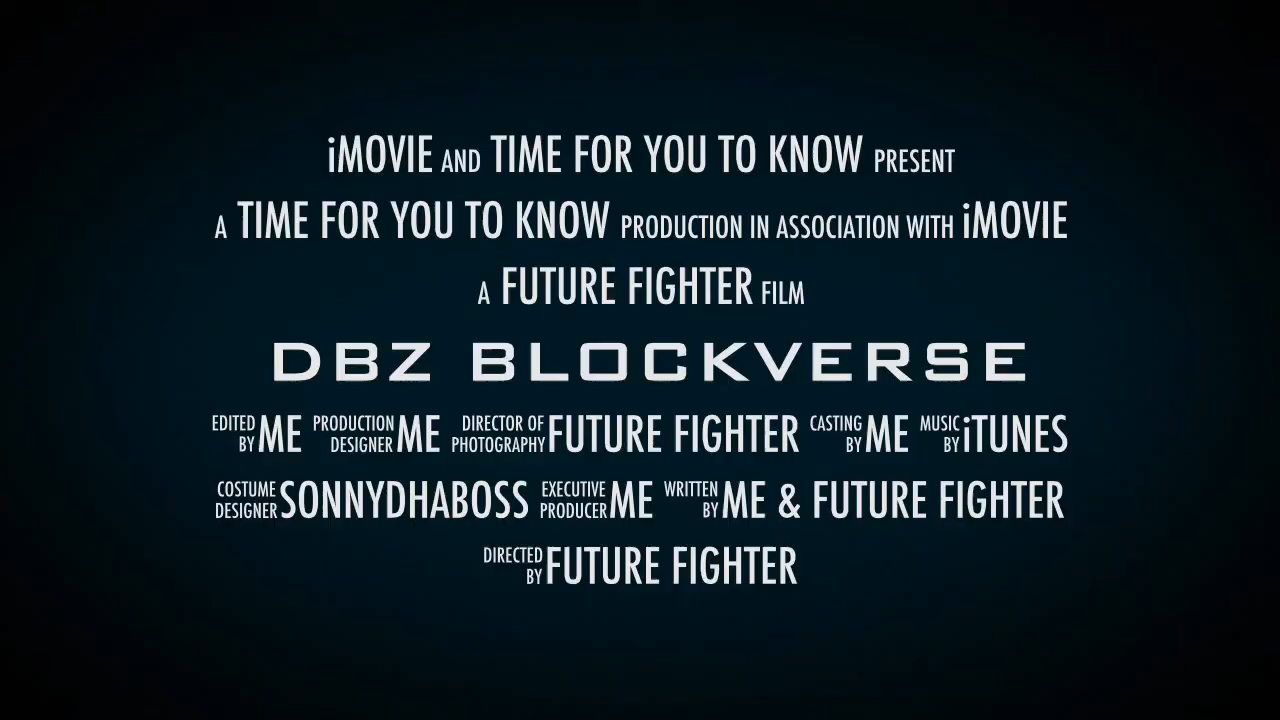 iMOVIE AND TIME FOR YOU TO KNOW PRESENT
A TIME FOR YOU TO KNOW PRODUCTION IN ASSOCIATION WITH iMOVIE
A FUTURE FIGHTER FILM
DBZ BLOCKVERSE
EDITED BY ME PRODUCTION DESIGNER ME DIRECTOR OF PHOTOGRAPHY FUTURE FIGHTER CASTING BY ME MUSIC BY iTUNES
COSTUME DESIGNER SONNYDHABOSS EXECUTIVE PRODUCER ME WRITTEN BY ME & FUTURE FIGHTER
DIRECTED BY FUTURE FIGHTER